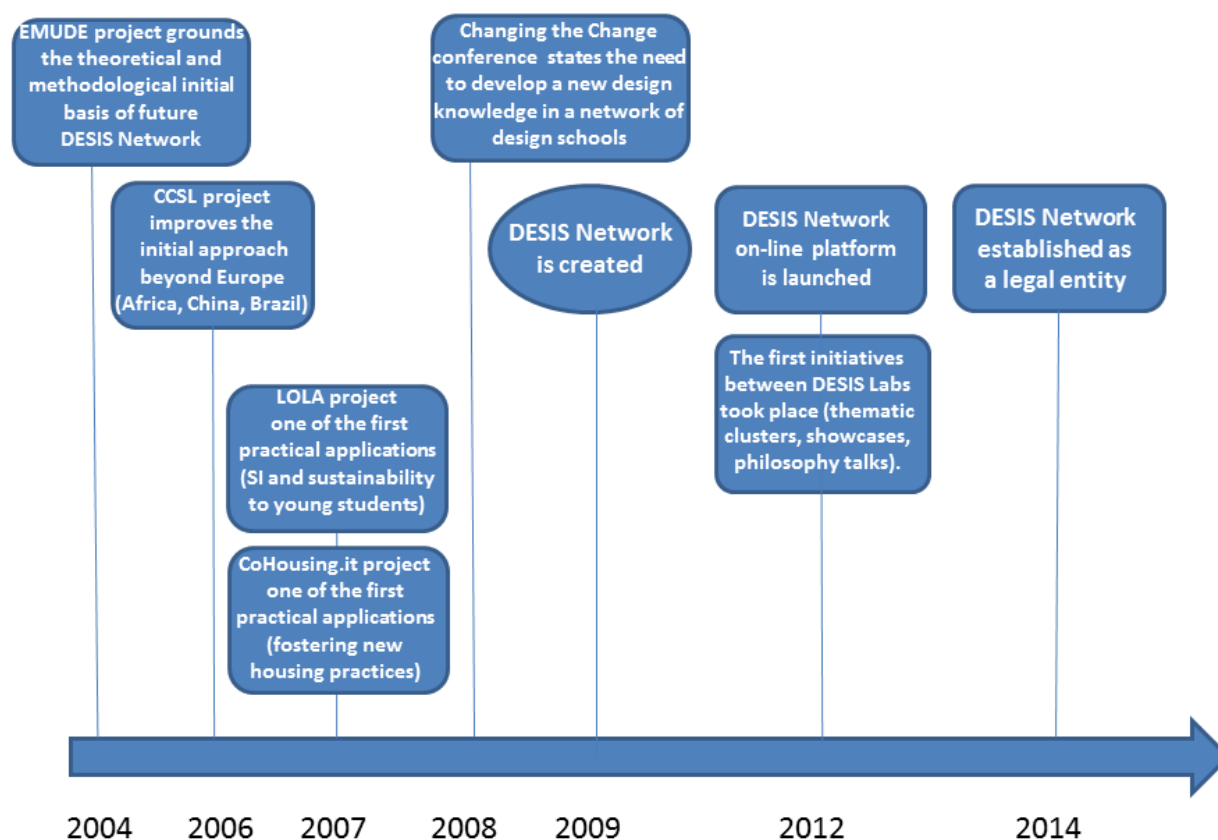 EMUDE project grounds
the theoretical and
methodological initial
basis of future
DESIS Network
CCSL project
improves the
initial approach
beyond Europe
(Africa, China, Brazil)
LOLA project
one of the first
practical applications
(SI and sustainability
to young students)
CoHousing.it project
one of the first
practical applications
(fostering new
housing practices)
Changing the Change
conference states the need
to develop a new design
knowledge in a network of
design schools
DESIS Network
is created
DESIS Network
on-line platform
is launched
The first initiatives
between DESIS Labs
took place (thematic
clusters, showcases,
philosophy talks).
DESIS Network
established as
a legal entity
2004 2006 2007 2008 2009 2012 2014